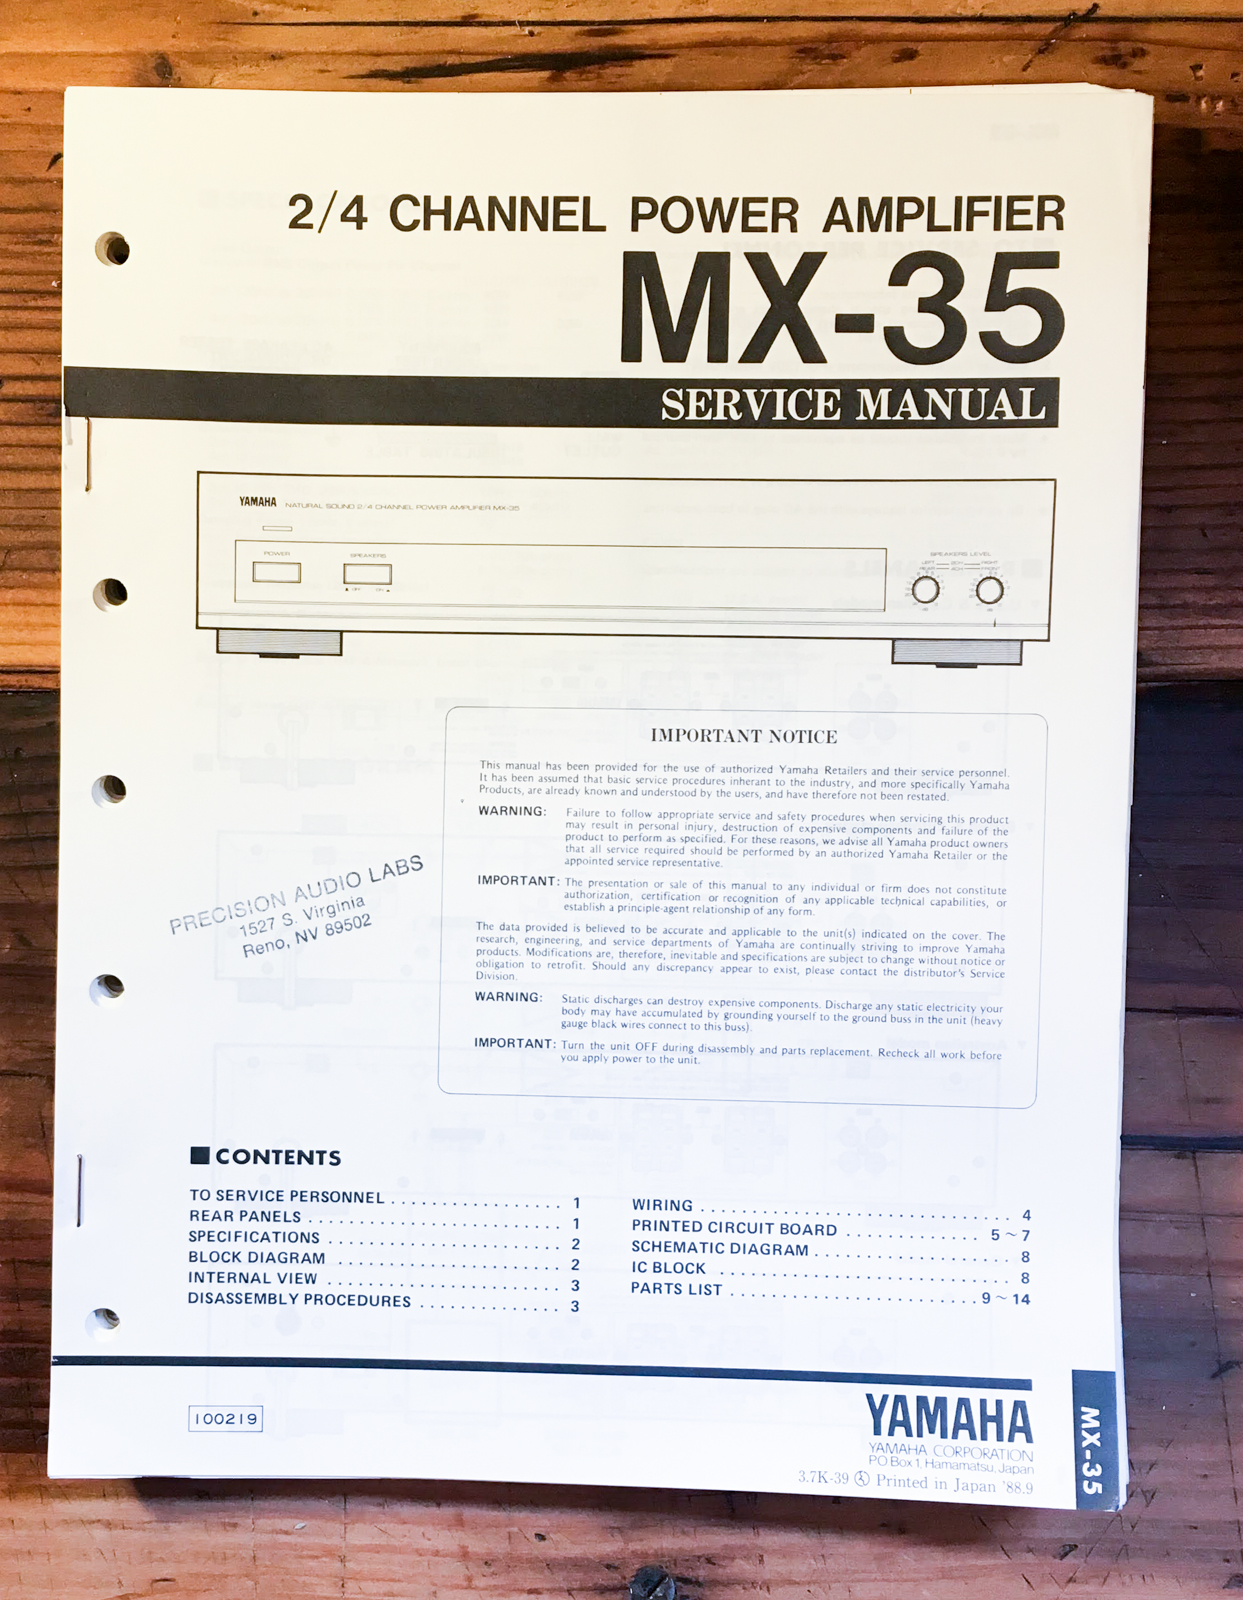 2/4 CHANNEL POWER AMPLIFIER
MX-35
SERVICE MANUAL
YAMAHA NATURAL SOUND 2/4 CHANNEL POWER AMPLIFIER MX-35
POWER
SPEAKERS
OFF
SPEAKERS LEVEL
LEFT 2CH RIGHT
REAR 4CH FRONT
IMPORTANT NOTICE
This manual has been provided for the use of authorized Yamaha Retailers and their service personnel.
It has been assumed that basic service procedures inherant to the industry, and more specifically Yamaha
Products, are already known and understood by the users, and have therefore not been restated.
WARNING: Failure to follow appropriate service and safety procedures when servicing this product
may result in personal injury, destruction of expensive components and failure of the
product to perform as specified. For these reasons, we advise all Yamaha product owners
that all service required should be performed by an authorized Yamaha Retailer or the
appointed service representative.
IMPORTANT: The presentation or sale of this manual to any individual or firm does not constitute
authorization, certification or recognition of any applicable technical capabilities, or
establish a principle-agent relationship of any form.
The data provided is believed to be accurate and applicable to the unit(s) indicated on the cover. The
research, engineering, and service departments of Yamaha are continually striving to improve Yamaha
products. Modifications are, therefore, inevitable and specifications are subject to change without notice or
obligation to retrofit. Should any discrepancy appear to exist, please contact the distributor's Service
Division.
WARNING: Static discharges can destroy expensive components. Discharge any static electricity your
body may have accumulated by grounding yourself to the ground buss in the unit (heavy
gauge black wires connect to this buss).
IMPORTANT: Turn the unit OFF during disassembly and parts replacement. Recheck all work before
you apply power to the unit.
PRECISION AUDIO LABS
1527 S. Virginia
Reno, NV 89502
■ CONTENTS
TO SERVICE PERSONNEL . . . . . . . . . . . . . . . . 1
REAR PANELS . . . . . . . . . . . . . . . . . . . . . . . 1
SPECIFICATIONS . . . . . . . . . . . . . . . . . . . . . 2
BLOCK DIAGRAM . . . . . . . . . . . . . . . . . . . . 2
INTERNAL VIEW . . . . . . . . . . . . . . . . . . . . . 3
DISASSEMBLY PROCEDURES . . . . . . . . . . . . . 3
WIRING . . . . . . . . . . . . . . . . . . . . . . . . . . . . 4
PRINTED CIRCUIT BOARD . . . . . . . . . . . . 5 ~ 7
SCHEMATIC DIAGRAM . . . . . . . . . . . . . . . . . . 8
IC BLOCK . . . . . . . . . . . . . . . . . . . . . . . . . . . 8
PARTS LIST . . . . . . . . . . . . . . . . . . . . . . . 9 ~ 14
100219
YAMAHA
YAMAHA CORPORATION
PO Box 1, Hamamatsu, Japan
3.7K-39 Printed in Japan '88.9
MX-35